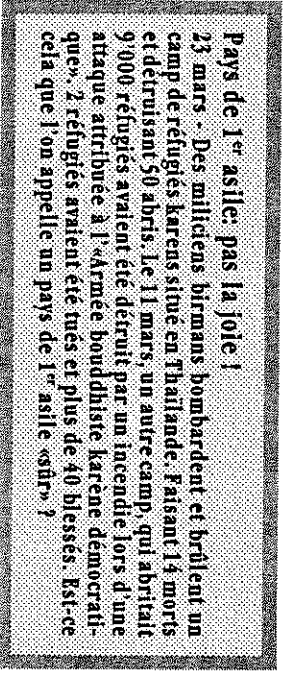 Pays de 1er asile: pas la joie !
23 mars - Des miliciens birmans bombardent et brûlent un
camp de réfugiés karens situé en Thaïlande. Faisant 14 morts
et détruisant 50 abris. Le 11 mars, un autre camp, qui abritait
9'000 réfugiés avaient été détruit par un incendie lors d'une
attaque attribuée à l'«Armée bouddhiste karène démocrati-
que». 2 réfugiés avaient été tués et plus de 40 blessés. Est-ce
cela que l'on appelle un pays de 1er asile «sûr» ?